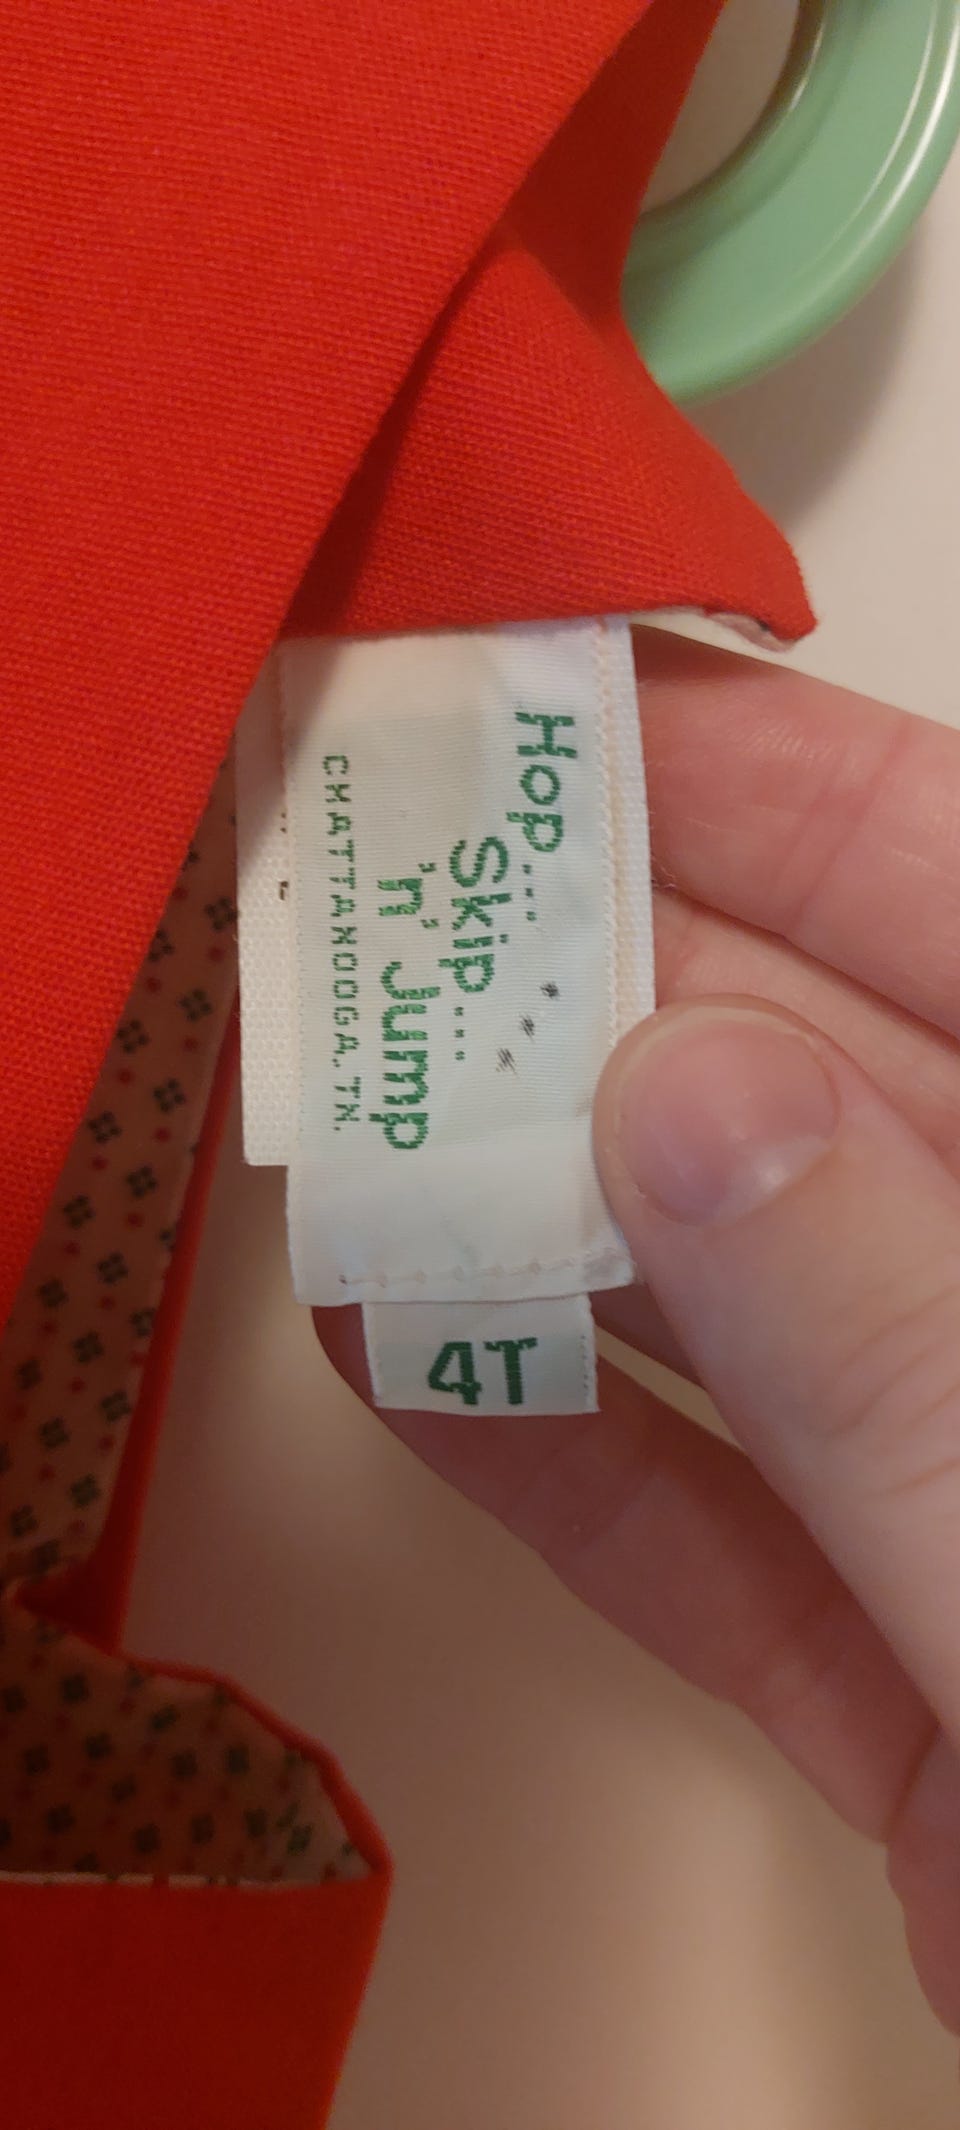 Hop....
Skip....
'n' Jump
CHATTANOOGA, TN.
4T